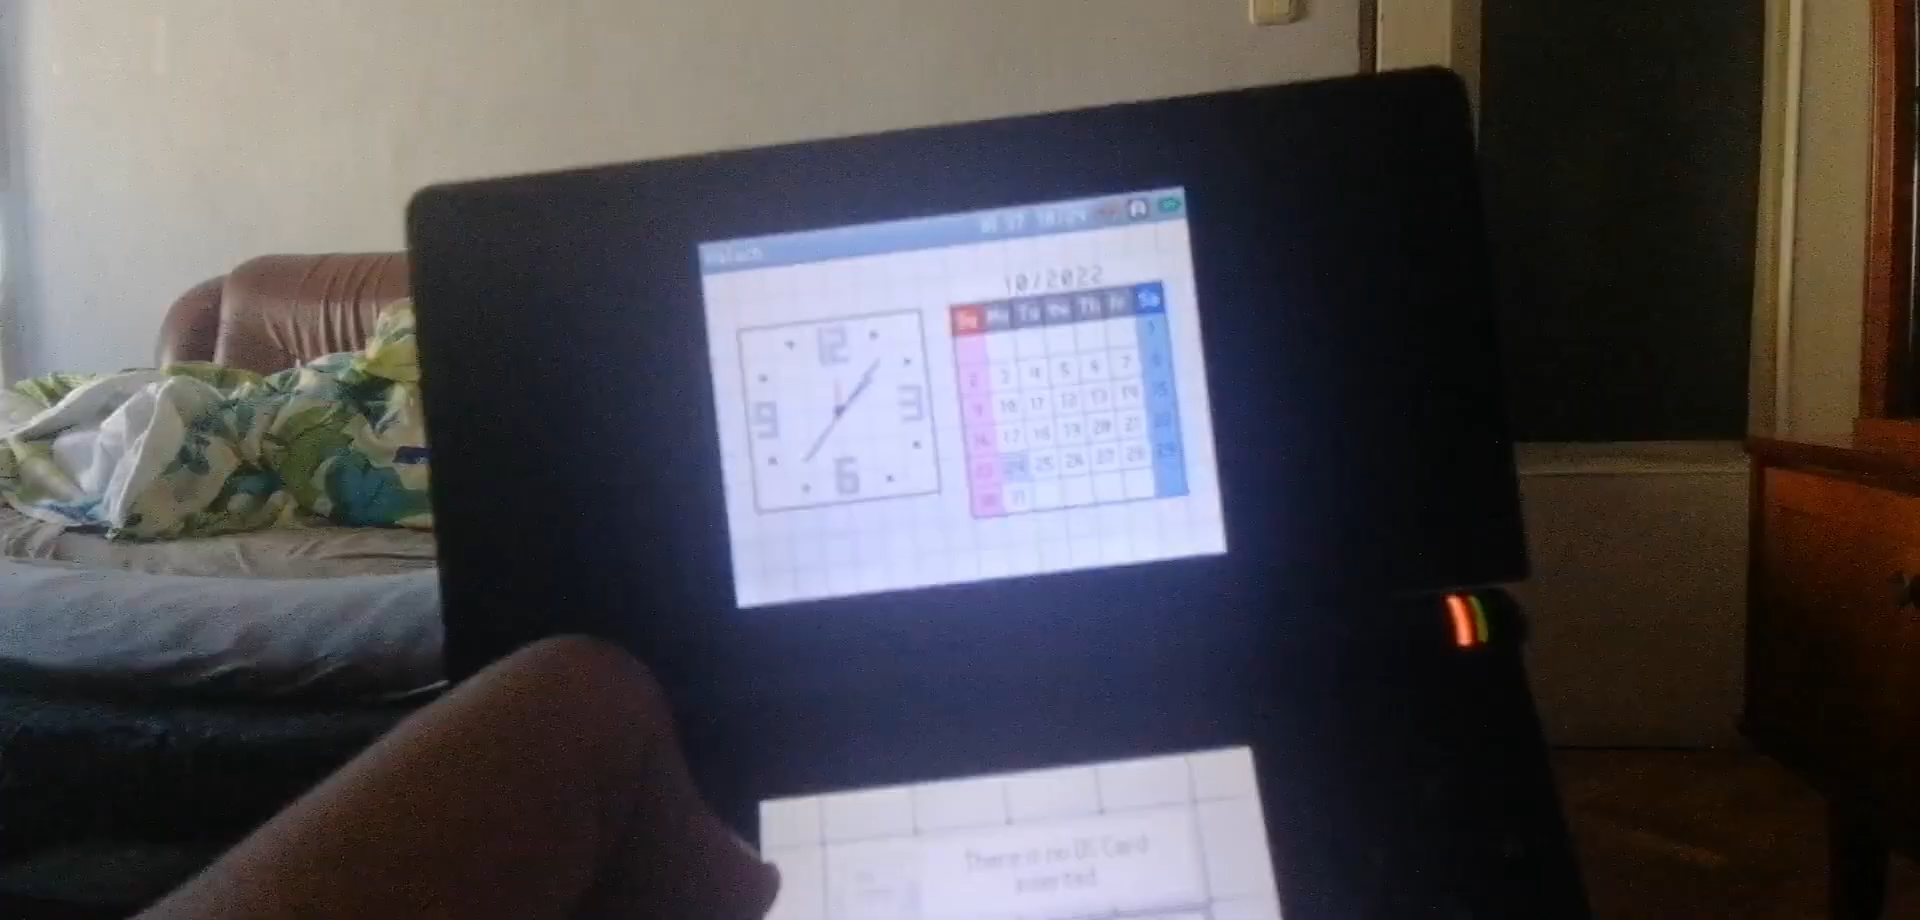 10/2022
12
9 3
6
Su Mo Tu We Th Fr Sa
1
2 3 4 5 6 7 8
9 10 11 12 13 14 15
16 17 18 19 20 21 22
23 24 25 26 27 28 29
30 31
There is no DS Card
inserted.